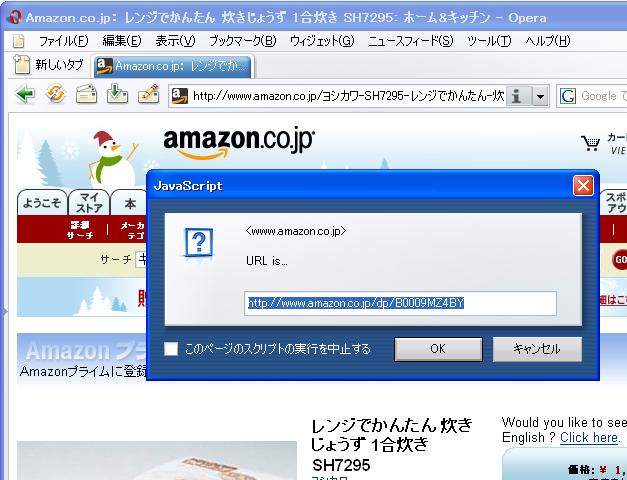 Amazon.co.jp： レンジでかんたん 炊きじょうず 1合炊き SH7295: ホーム&キッチン - Opera
ファイル(F) 編集(E) 表示(V) ブックマーク(B) ウィジェット(G) ニュースフィード(S) ツール(T) ヘルプ(H)
新しいタブ Amazon.co.jp： レンジでか...
http://www.amazon.co.jp/ヨシカワ-SH7295-レンジでかんたん-炊 Google で
amazon.co.jp
カー
VIE
JavaScript
ようこそ
マイ
ストア
本
スポ
アウ
<www.amazon.co.jp>
サーチ
メーカ
URL is...
サーチ
GO
http://www.amazon.co.jp/dp/B0009MZ4BY
このページのスクリプトの実行を中止する OK キャンセル
Amazon プラ
Amazonプライムに登録
レンジでかんたん 炊き
じょうず 1合炊き
SH7295
ヨシカワ
Would you like to see
English ? Click here.
価格: ￥ 1,